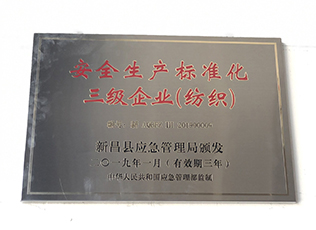 安全生产标准化
三级企业(纺织)
新昌县应急管理局颁发
二〇一九年一月(有效期三年)
中华人民共和国应急管理部监制